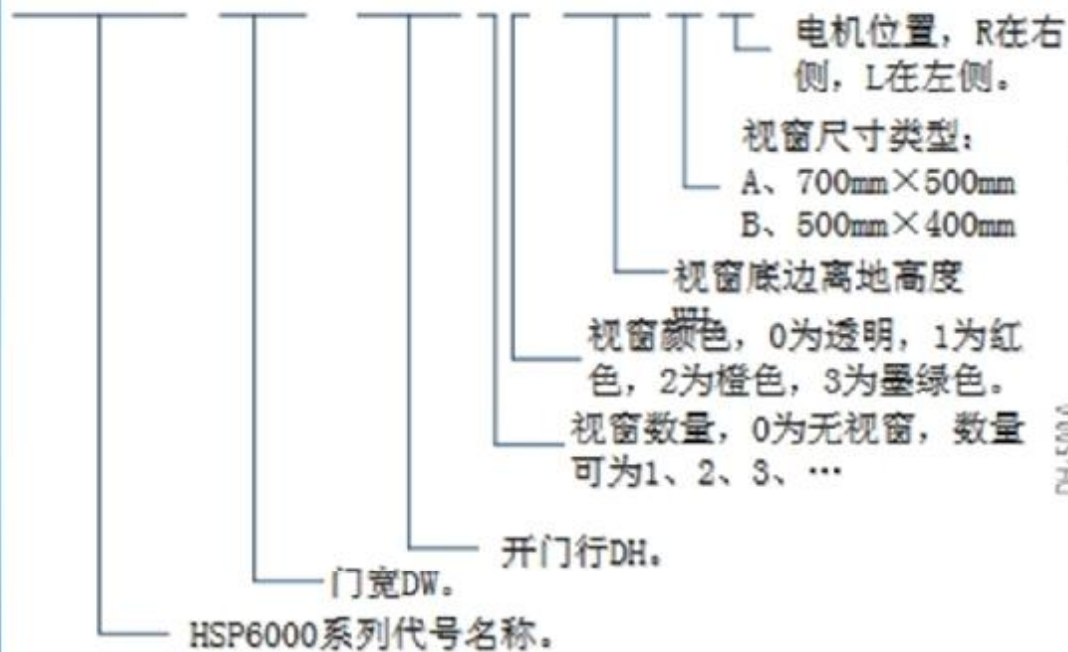 电机位置，R在右
侧，L在左侧。
视窗尺寸类型：
A、700mm×500mm
B、500mm×400mm
视窗底边离地高度
视窗颜色，0为透明，1为红
色，2为橙色，3为墨绿色。
视窗数量，0为无视窗，数量
可为1、2、3、…
开门行DH。
门宽DW。
HSP6000系列代号名称。